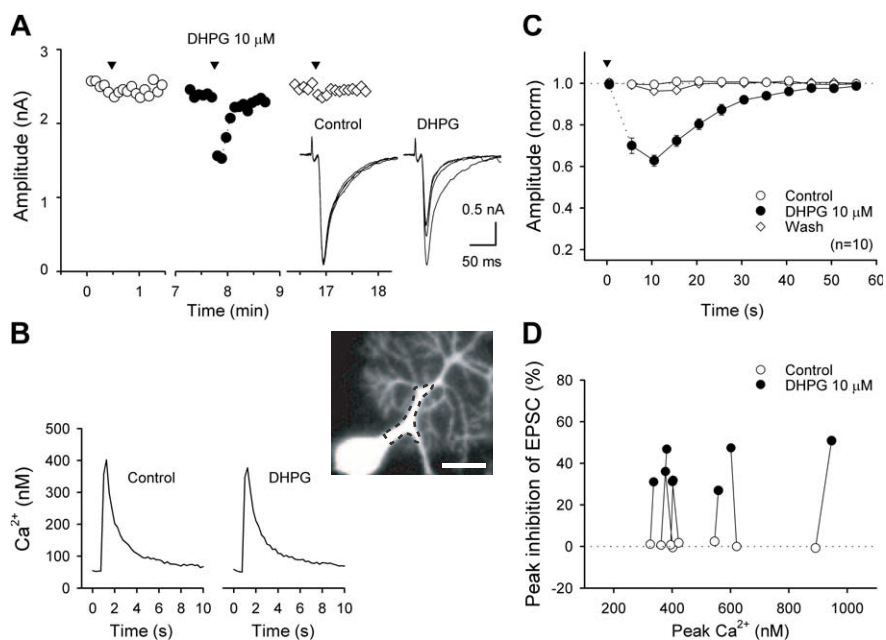 A
DHPG 10 μM
Amplitude (nA)
3
2
1
0
Control
DHPG
0.5 nA
50 ms
0
1
7
8
9
17
18
Time (min)
B
Ca2+ (nM)
500
400
300
200
100
0
Control
DHPG
0 2 4 6 8 10
0 2 4 6 8 10
Time (s)
Time (s)
C
Amplitude (norm)
1.0
0.8
0.6
0.4
0.2
Control
DHPG 10 μM
Wash
(n=10)
0 10 20 30 40 50 60
Time (s)
D
Peak inhibition of EPSC (%)
Control
DHPG 10 μM
80
60
40
20
0
-20
200 400 600 800 1000
Peak Ca2+ (nM)